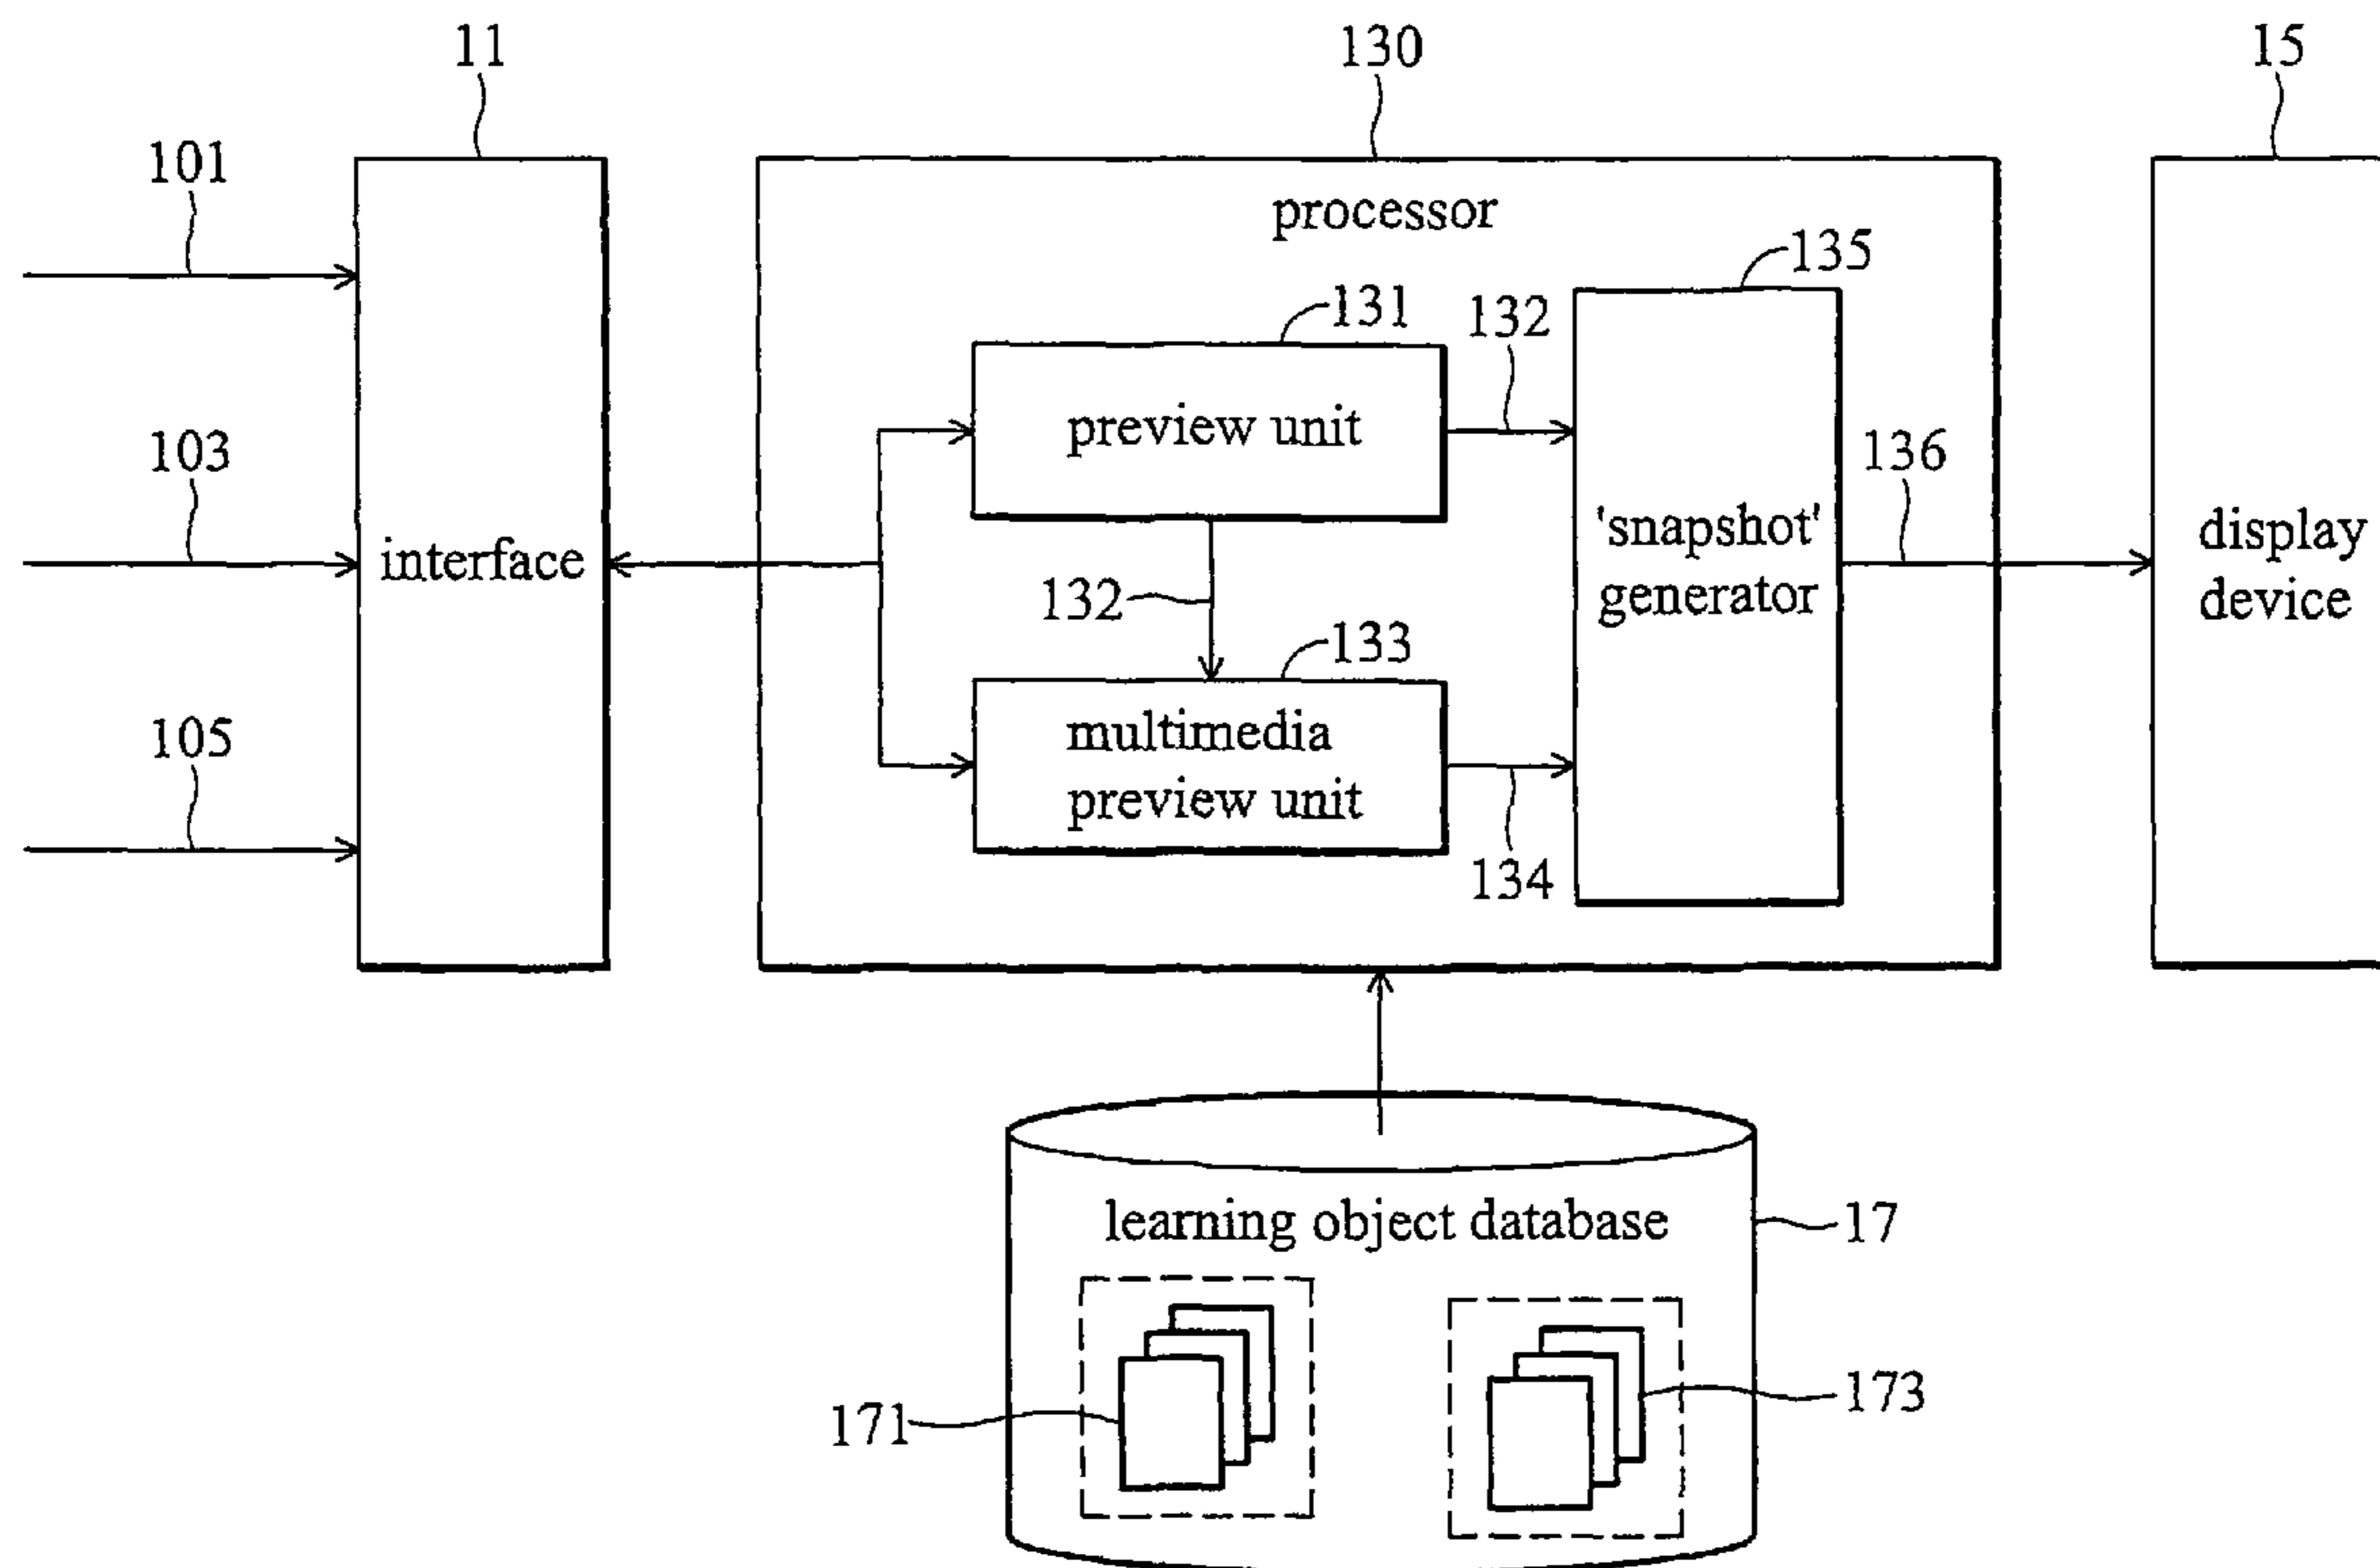 11
130
15
101
processor
135
131
132
preview unit
103
136
'snapshot'
generator
display
device
interface
132
133
multimedia
preview unit
105
134
learning object database
17
171
173